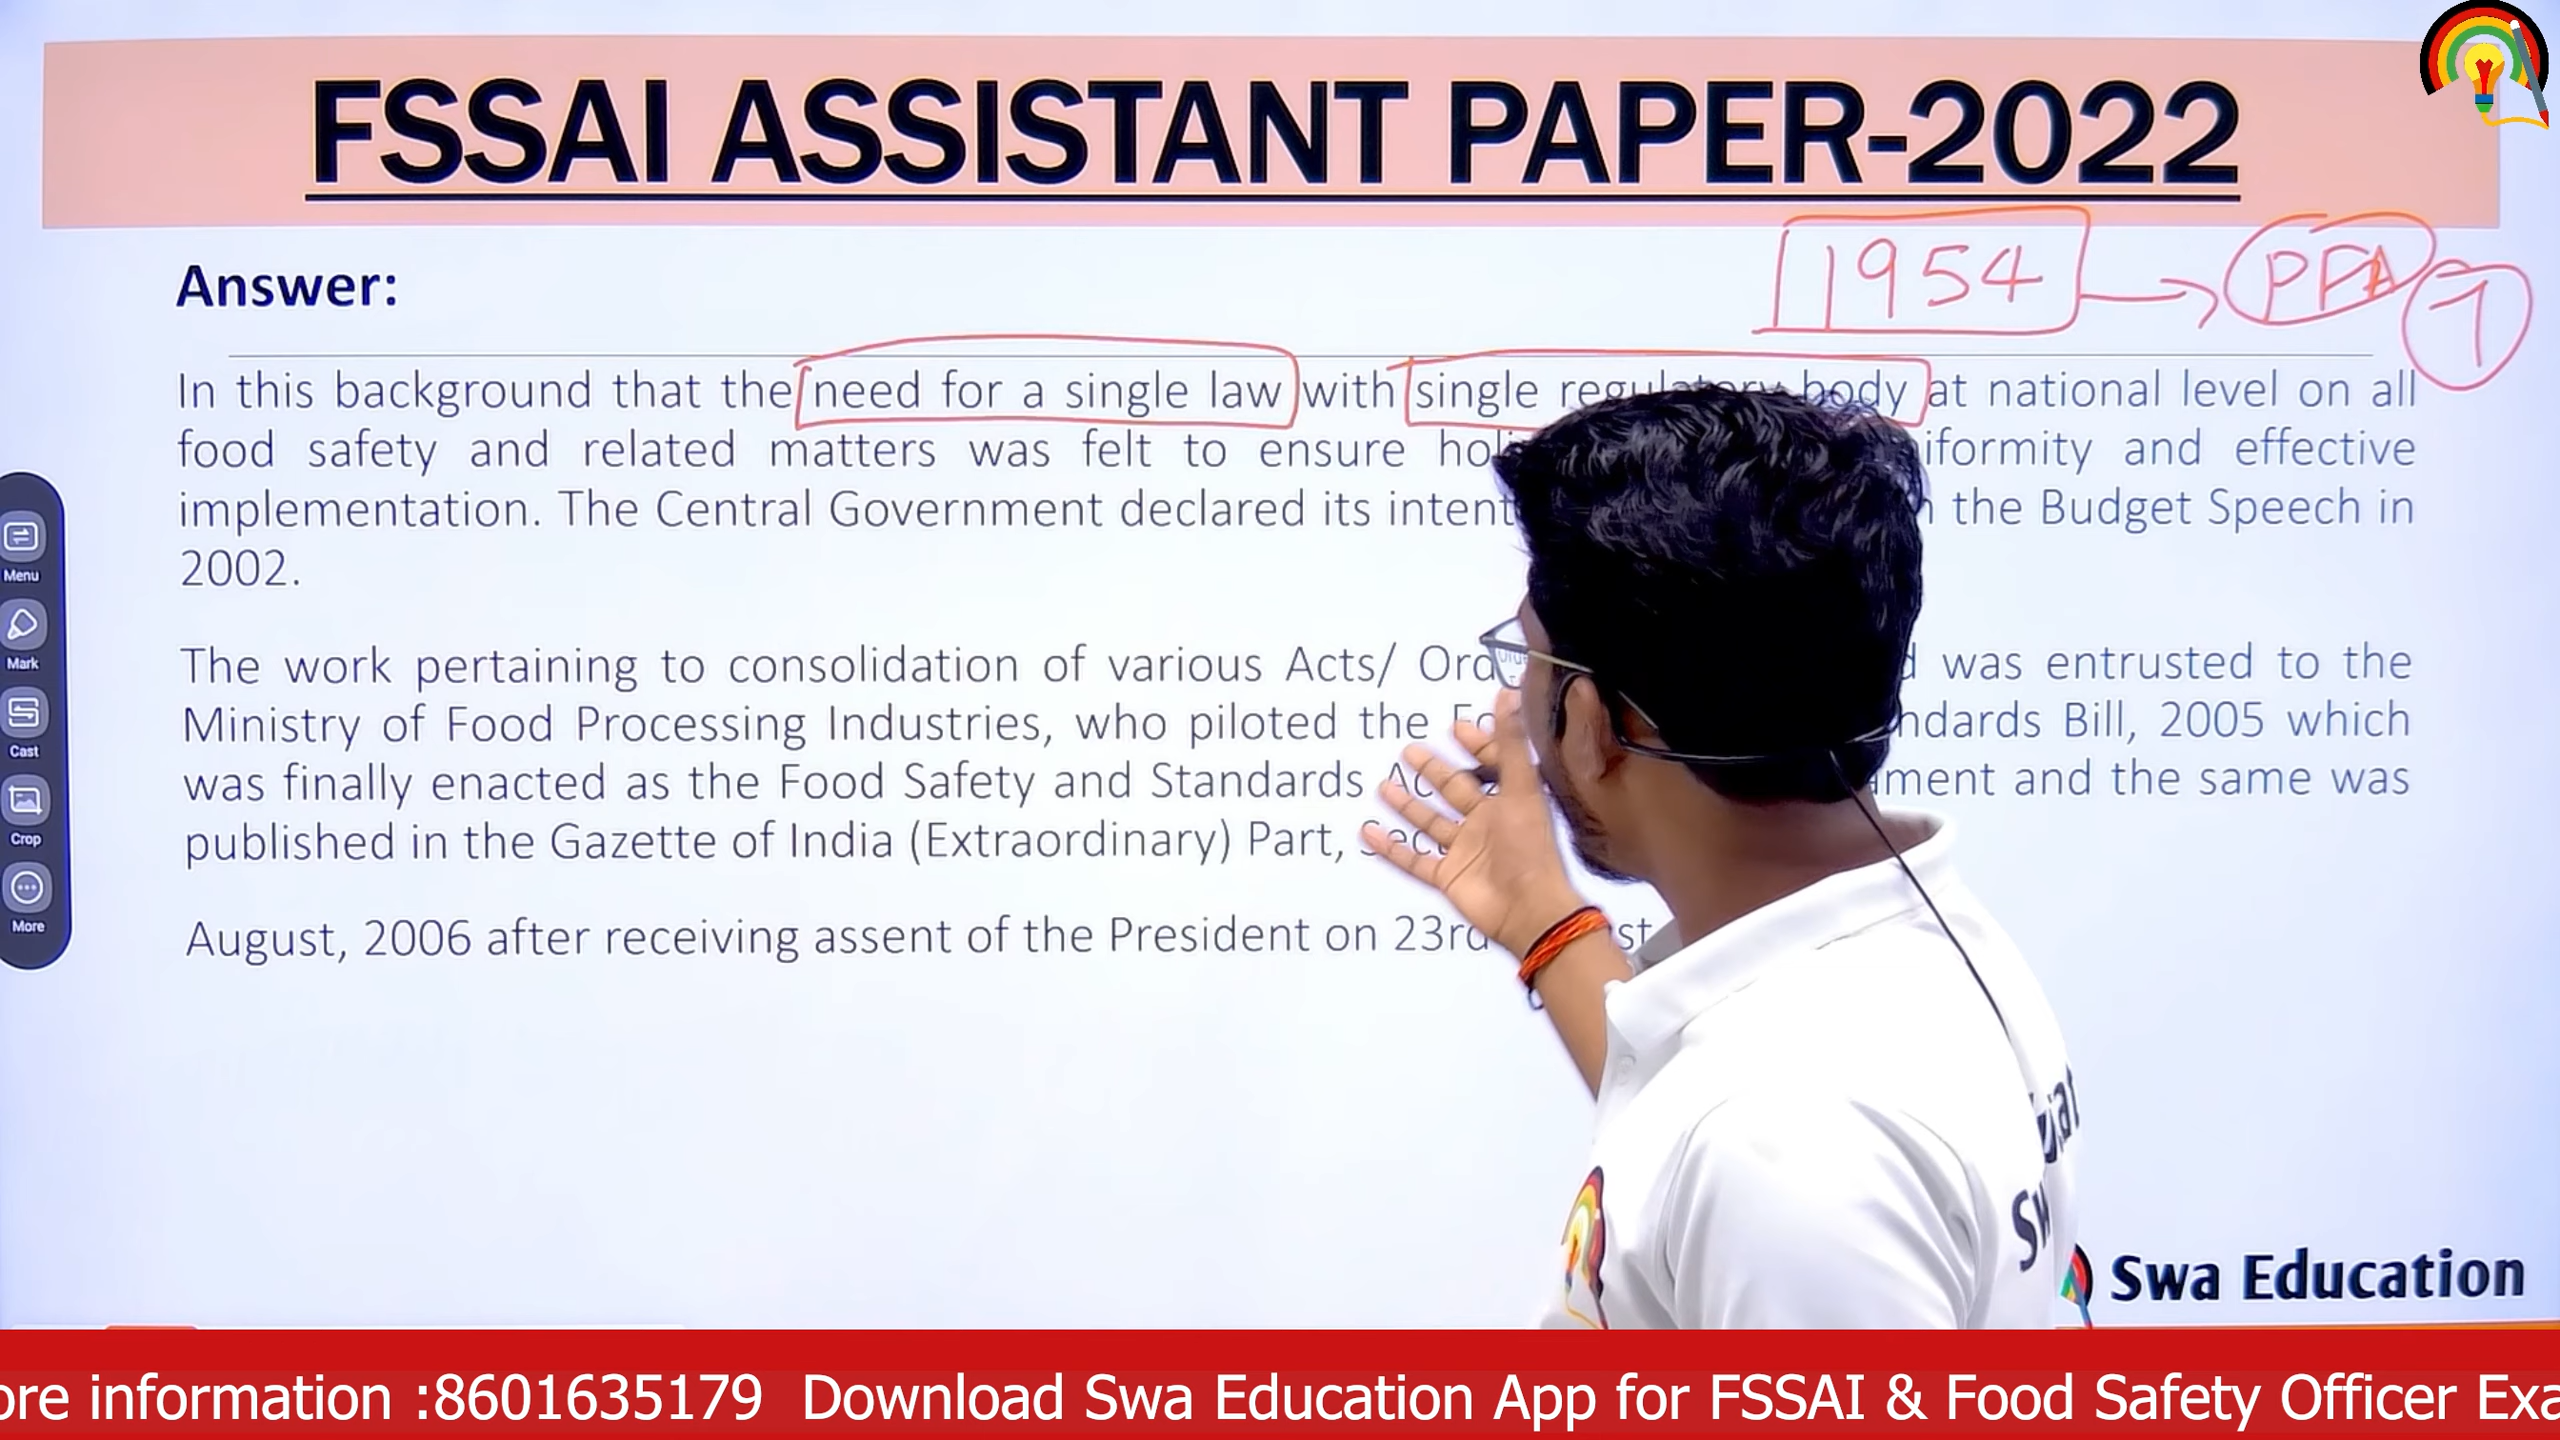 FSSAI ASSISTANT PAPER-2022
1954 → PFA
7
Answer:
In this background that the need for a single law with single regulatory body at national level on all
food safety and related matters was felt to ensure iformity and effective
implementation. The Central Government declared its intent the Budget Speech in
2002.
The work pertaining to consolidation of various Acts/ Ord was entrusted to the
Ministry of Food Processing Industries, who piloted the ndards Bill, 2005 which
was finally enacted as the Food Safety and Standards ament and the same was
published in the Gazette of India (Extraordinary) Part,
August, 2006 after receiving assent of the President on 23rd
Menu
Mark
Cast
Crop
More
Swa Education
ore information :8601635179 Download Swa Education App for FSSAI & Food Safety Officer Exa